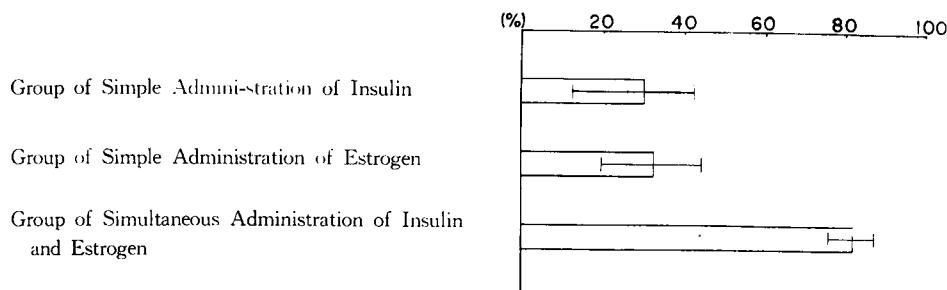 (%) 20 40 60 80 100
Group of Simple Admini-stration of Insulin
Group of Simple Administration of Estrogen
Group of Simultaneous Administration of Insulin
and Estrogen